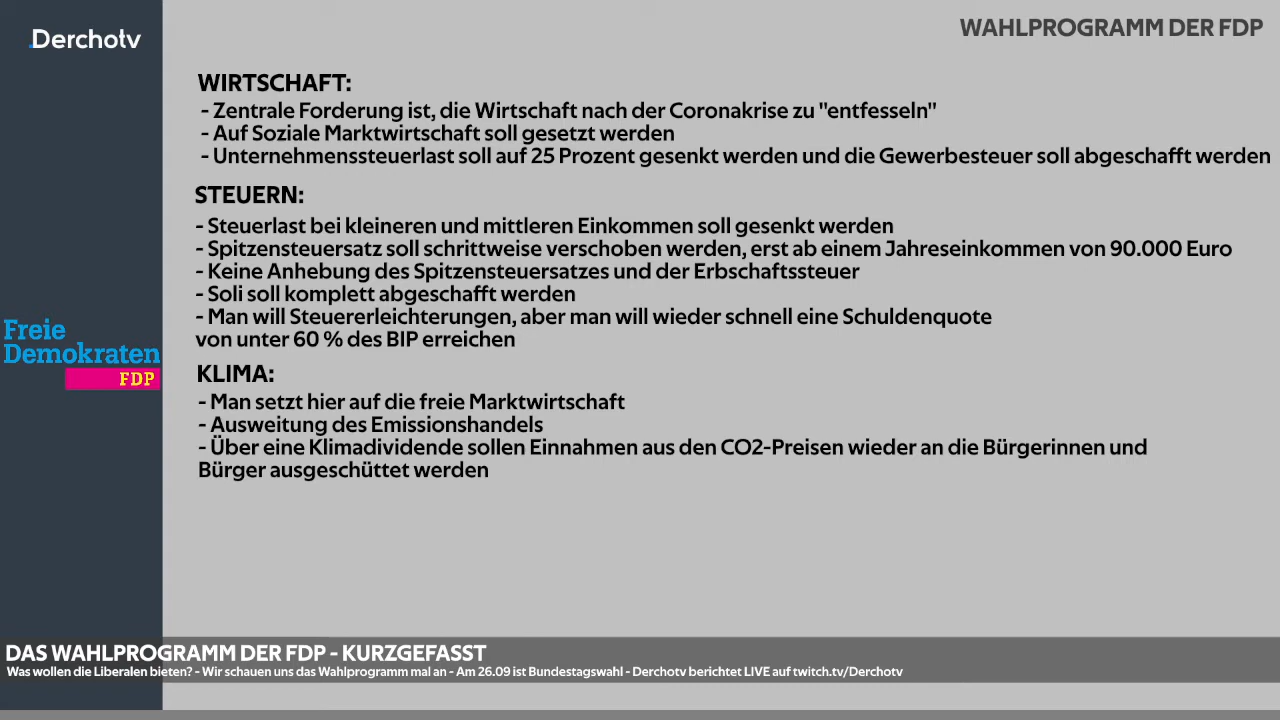 Derchotv
WAHLPROGRAMM DER FDP
WIRTSCHAFT:
- Zentrale Forderung ist, die Wirtschaft nach der Coronakrise zu "entfesseln"
- Auf Soziale Marktwirtschaft soll gesetzt werden
- Unternehmenssteuerlast soll auf 25 Prozent gesenkt werden und die Gewerbesteuer soll abgeschafft werden
STEUERN:
- Steuerlast bei kleineren und mittleren Einkommen soll gesenkt werden
- Spitzensteuersatz soll schrittweise verschoben werden, erst ab einem Jahreseinkommen von 90.000 Euro
- Keine Anhebung des Spitzensteuersatzes und der Erbschaftssteuer
- Soli soll komplett abgeschafft werden
- Man will Steuererleichterungen, aber man will wieder schnell eine Schuldenquote
von unter 60 % des BIP erreichen
Freie
Demokraten
FDP
KLIMA:
- Man setzt hier auf die freie Marktwirtschaft
- Ausweitung des Emissionshandels
- Über eine Klimadividende sollen Einnahmen aus den CO2-Preisen wieder an die Bürgerinnen und
Bürger ausgeschüttet werden
DAS WAHLPROGRAMM DER FDP - KURZGEFASST
Was wollen die Liberalen bieten? - Wir schauen uns das Wahlprogramm mal an - Am 26.09 ist Bundestagswahl - Derchotv berichtet LIVE auf twitch.tv/Derchotv